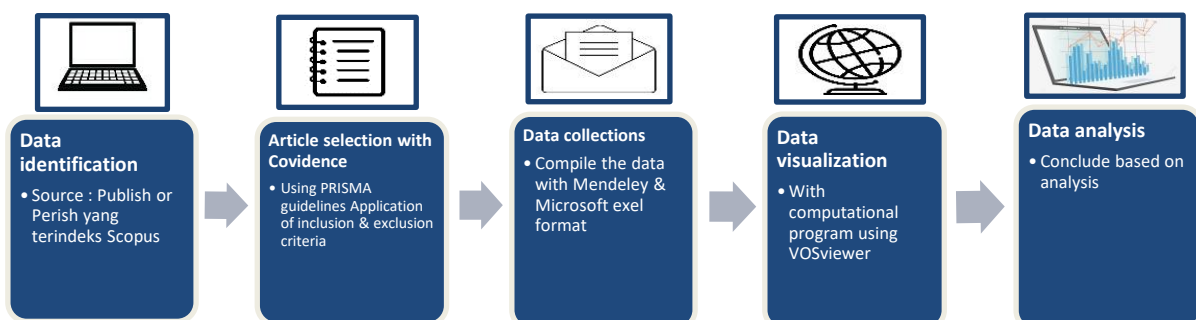 Data
identification
• Source : Publish or
Perish yang
terindeks Scopus
Article selection with
Covidence
• Using PRISMA
guidelines Application
of inclusion & exclusion
criteria
Data collections
• Compile the data
with Mendeley &
Microsoft exel
format
Data
visualization
• With
computational
program using
VOSviewer
Data analysis
• Conclude based on
analysis